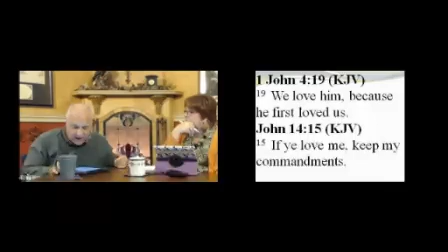 1 John 4:19 (KJV)
19 We love him, because
he first loved us.
John 14:15 (KJV)
15 If ye love me, keep my
commandments.